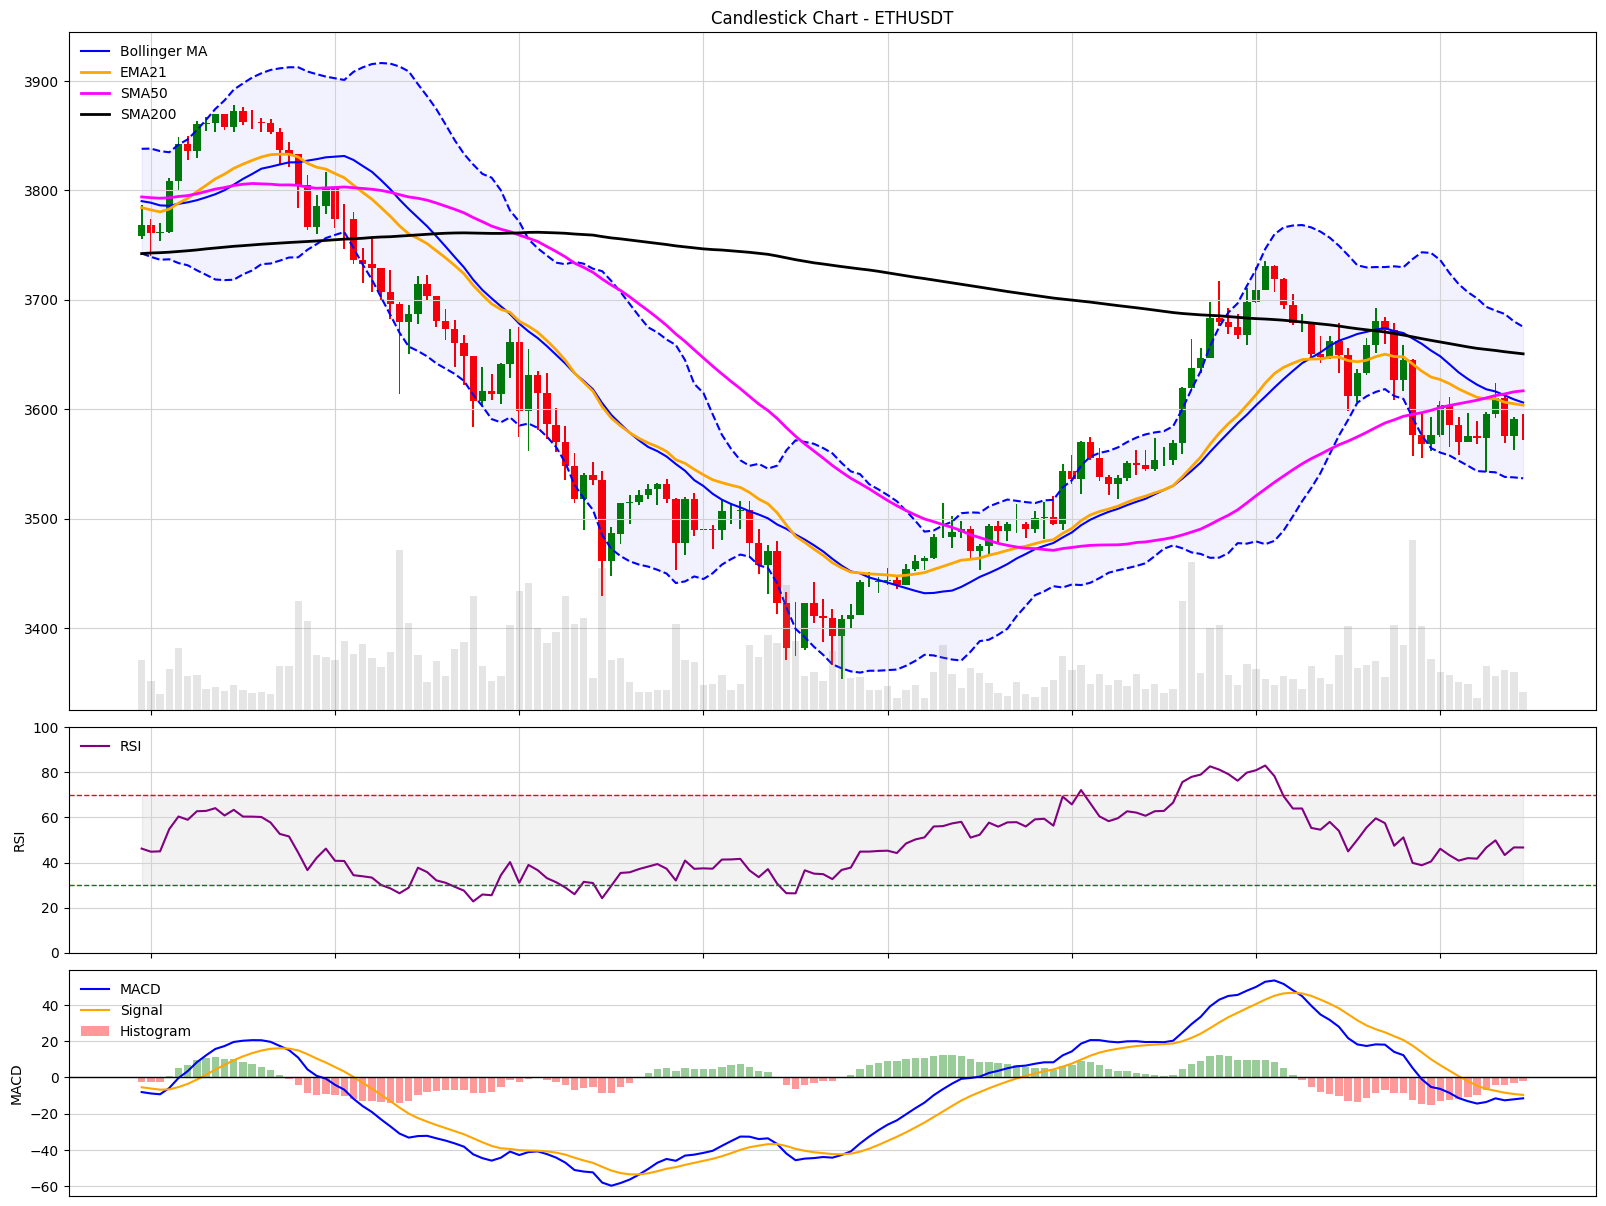 Candlestick Chart - ETHUSDT
Bollinger MA
EMA21
SMA50
SMA200
3900
3800
3700
3600
3500
3400
RSI
100
80
60
40
20
0
RSI
MACD
Signal
Histogram
40
20
0
−20
−40
−60
MACD